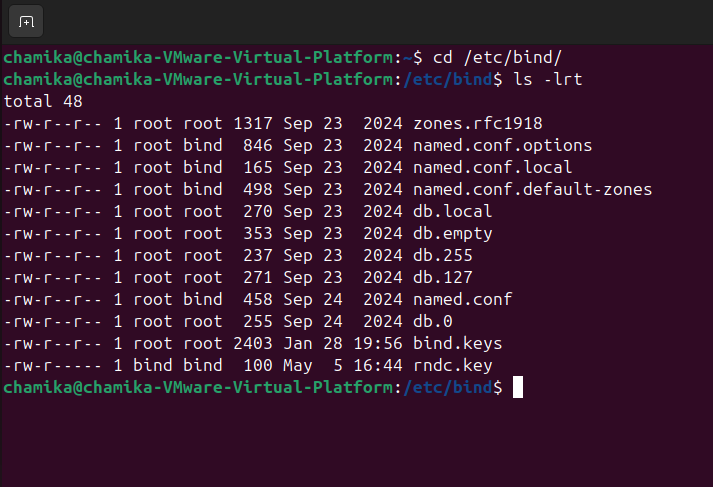 chamika@chamika-VMware-Virtual-Platform:~$ cd /etc/bind/
chamika@chamika-VMware-Virtual-Platform:/etc/bind$ ls -lrt
total 48
-rw-r--r-- 1 root root 1317 Sep 23  2024 zones.rfc1918
-rw-r--r-- 1 root bind  846 Sep 23  2024 named.conf.options
-rw-r--r-- 1 root bind  165 Sep 23  2024 named.conf.local
-rw-r--r-- 1 root bind  498 Sep 23  2024 named.conf.default-zones
-rw-r--r-- 1 root root  270 Sep 23  2024 db.local
-rw-r--r-- 1 root root  353 Sep 23  2024 db.empty
-rw-r--r-- 1 root root  237 Sep 23  2024 db.255
-rw-r--r-- 1 root root  271 Sep 23  2024 db.127
-rw-r--r-- 1 root bind  458 Sep 24  2024 named.conf
-rw-r--r-- 1 root root  255 Sep 24  2024 db.0
-rw-r--r-- 1 root root 2403 Jan 28 19:56 bind.keys
-rw-r----- 1 bind bind  100 May  5 16:44 rndc.key
chamika@chamika-VMware-Virtual-Platform:/etc/bind$